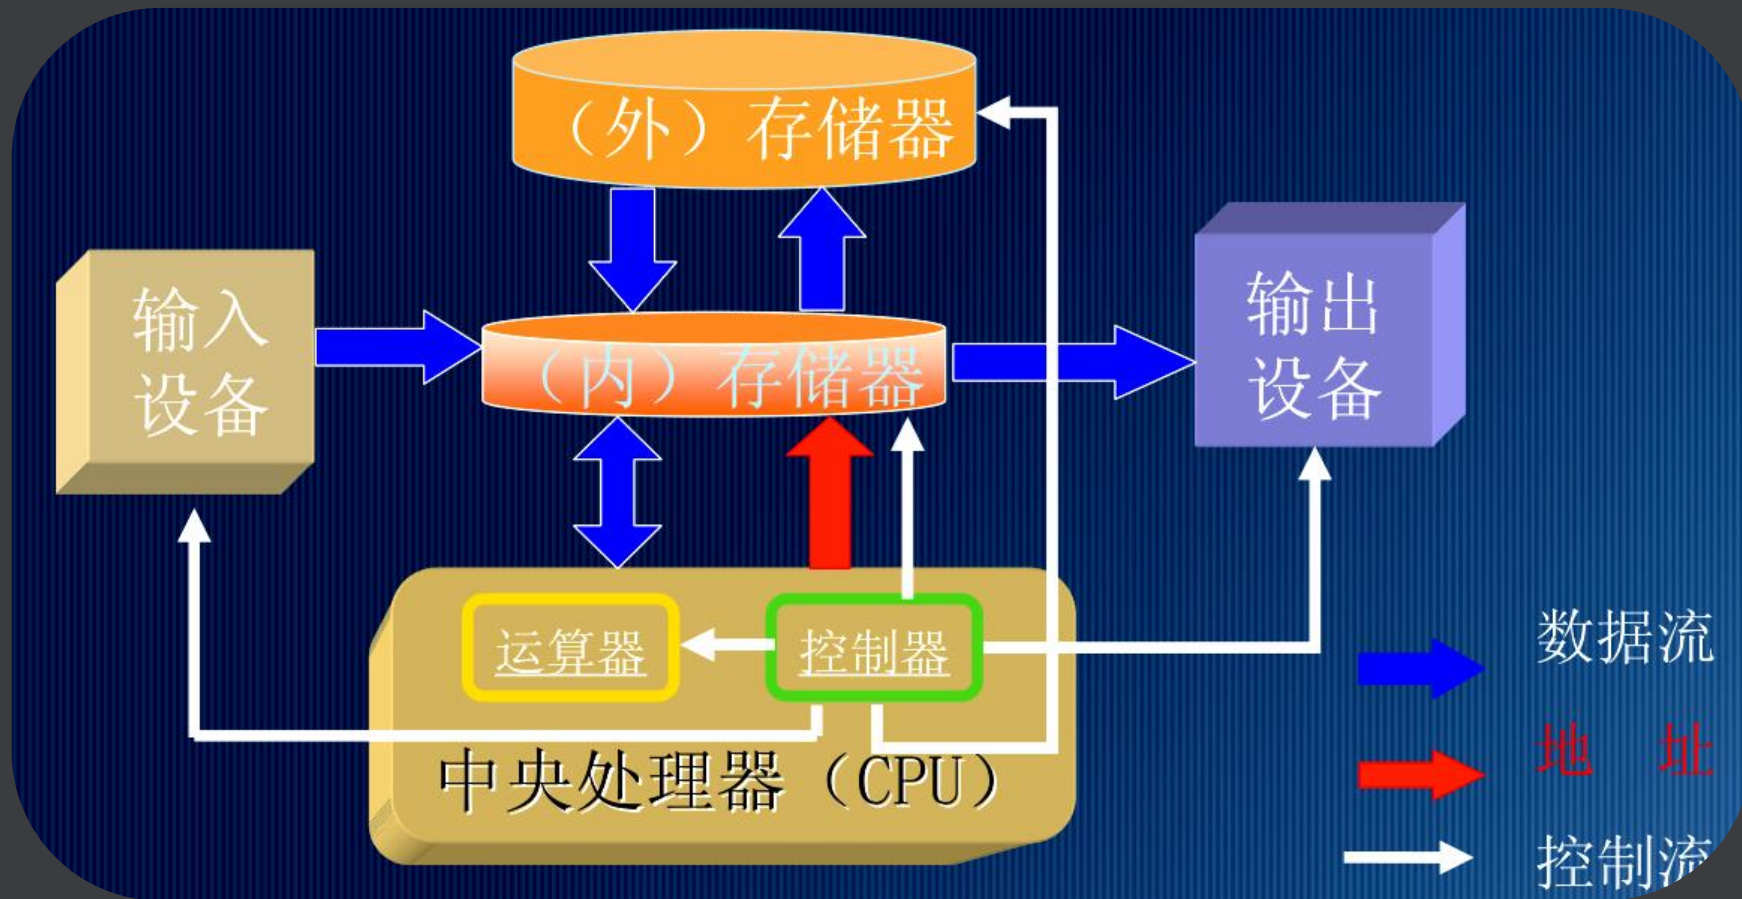 （外）存储器
输入
设备
（内）存储器
输出
设备
运算器
控制器
中央处理器（CPU）
数据流
地 址
控制流